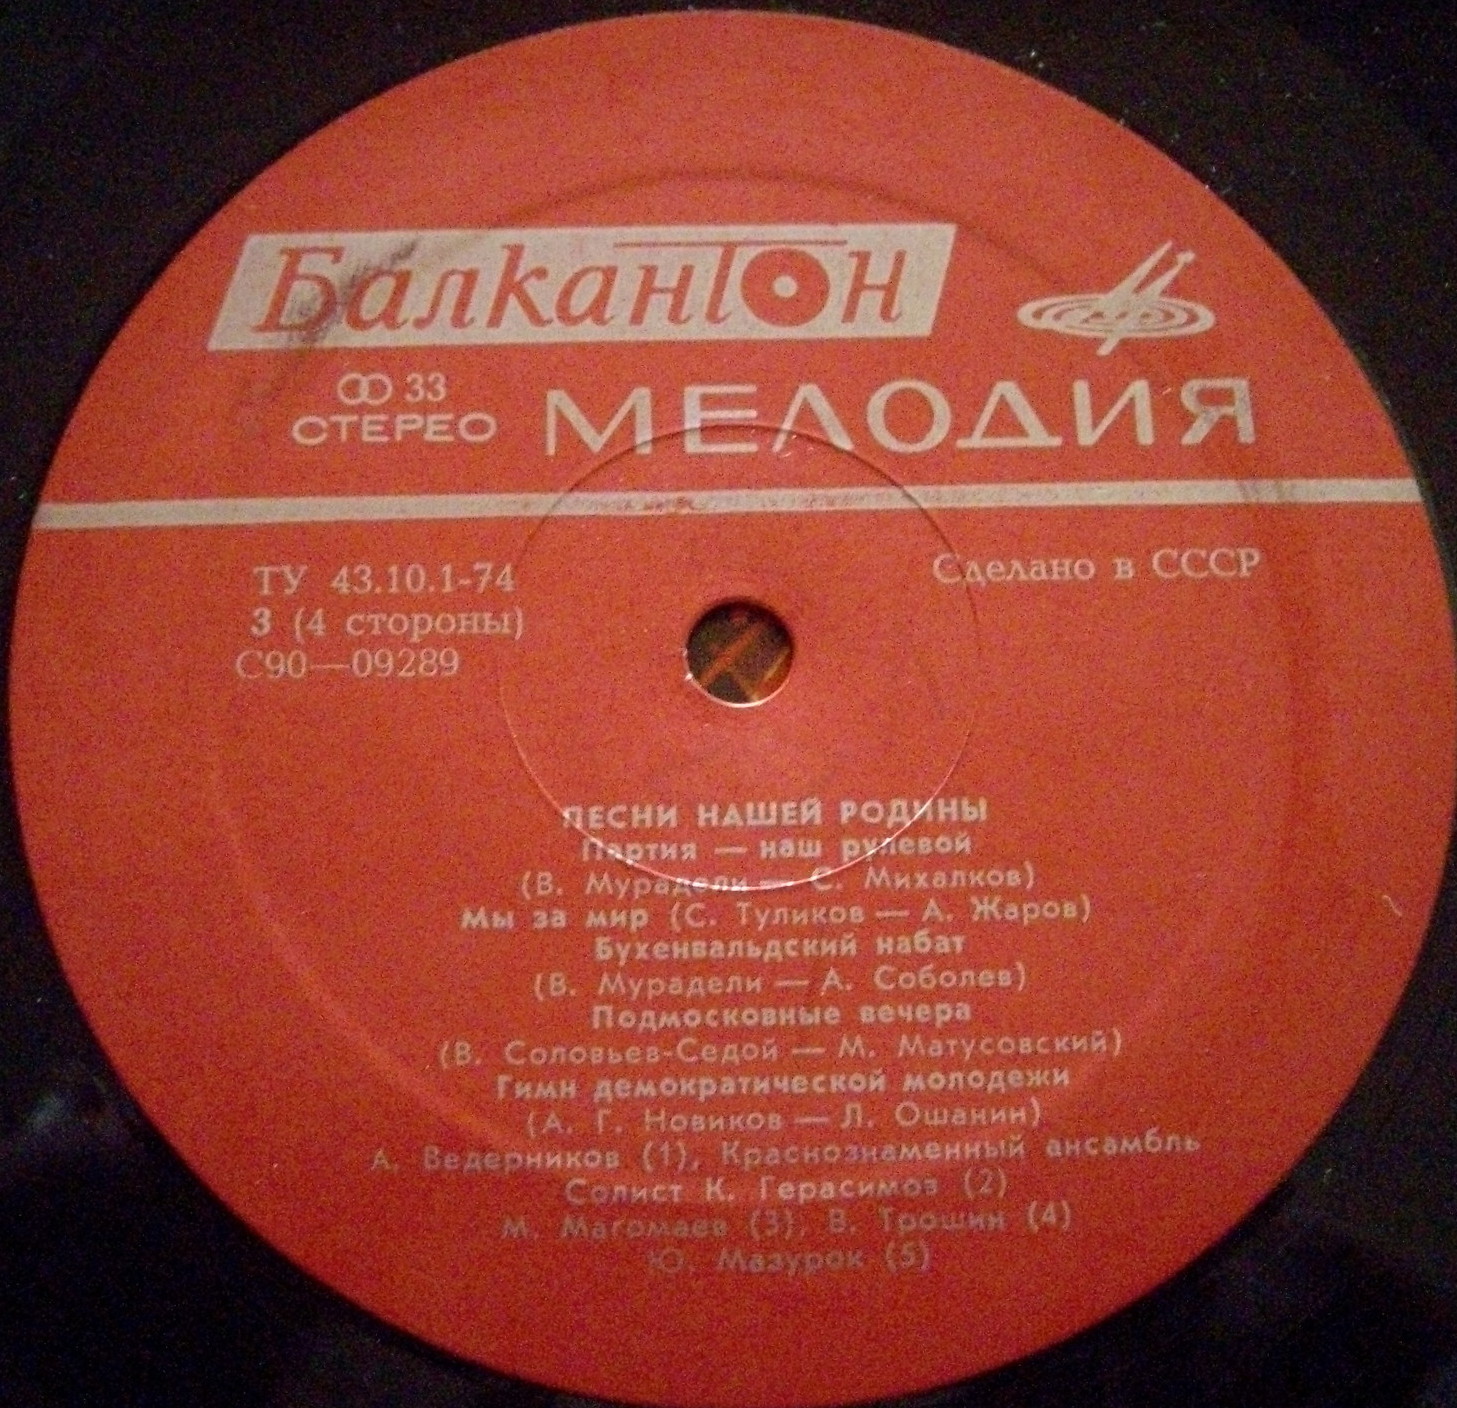 Балкантон
33
СТЕРЕО
МЕЛОДИЯ
ТУ 43.10.1-74
Сделано в СССР
3 (4 стороны)
С90—09289
ПЕСНИ НАШЕЙ РОДИНЫ
Партия — наш рулевой
(В. Мурадели — С. Михалков)
Мы за мир (С. Туликов — А. Жаров)
Бухенвальдский набат
(В. Мурадели — А. Соболев)
Подмосковные вечера
(В. Соловьев-Седой — М. Матусовский)
Гимн демократической молодежи
(А. Г. Новиков — Л. Ошанин)
А. Ведерников (1), Краснознаменный ансамбль
Солист К. Герасимов (2)
М. Магомаев (3), В. Трошин (4)
Ю. Мазурок (5)